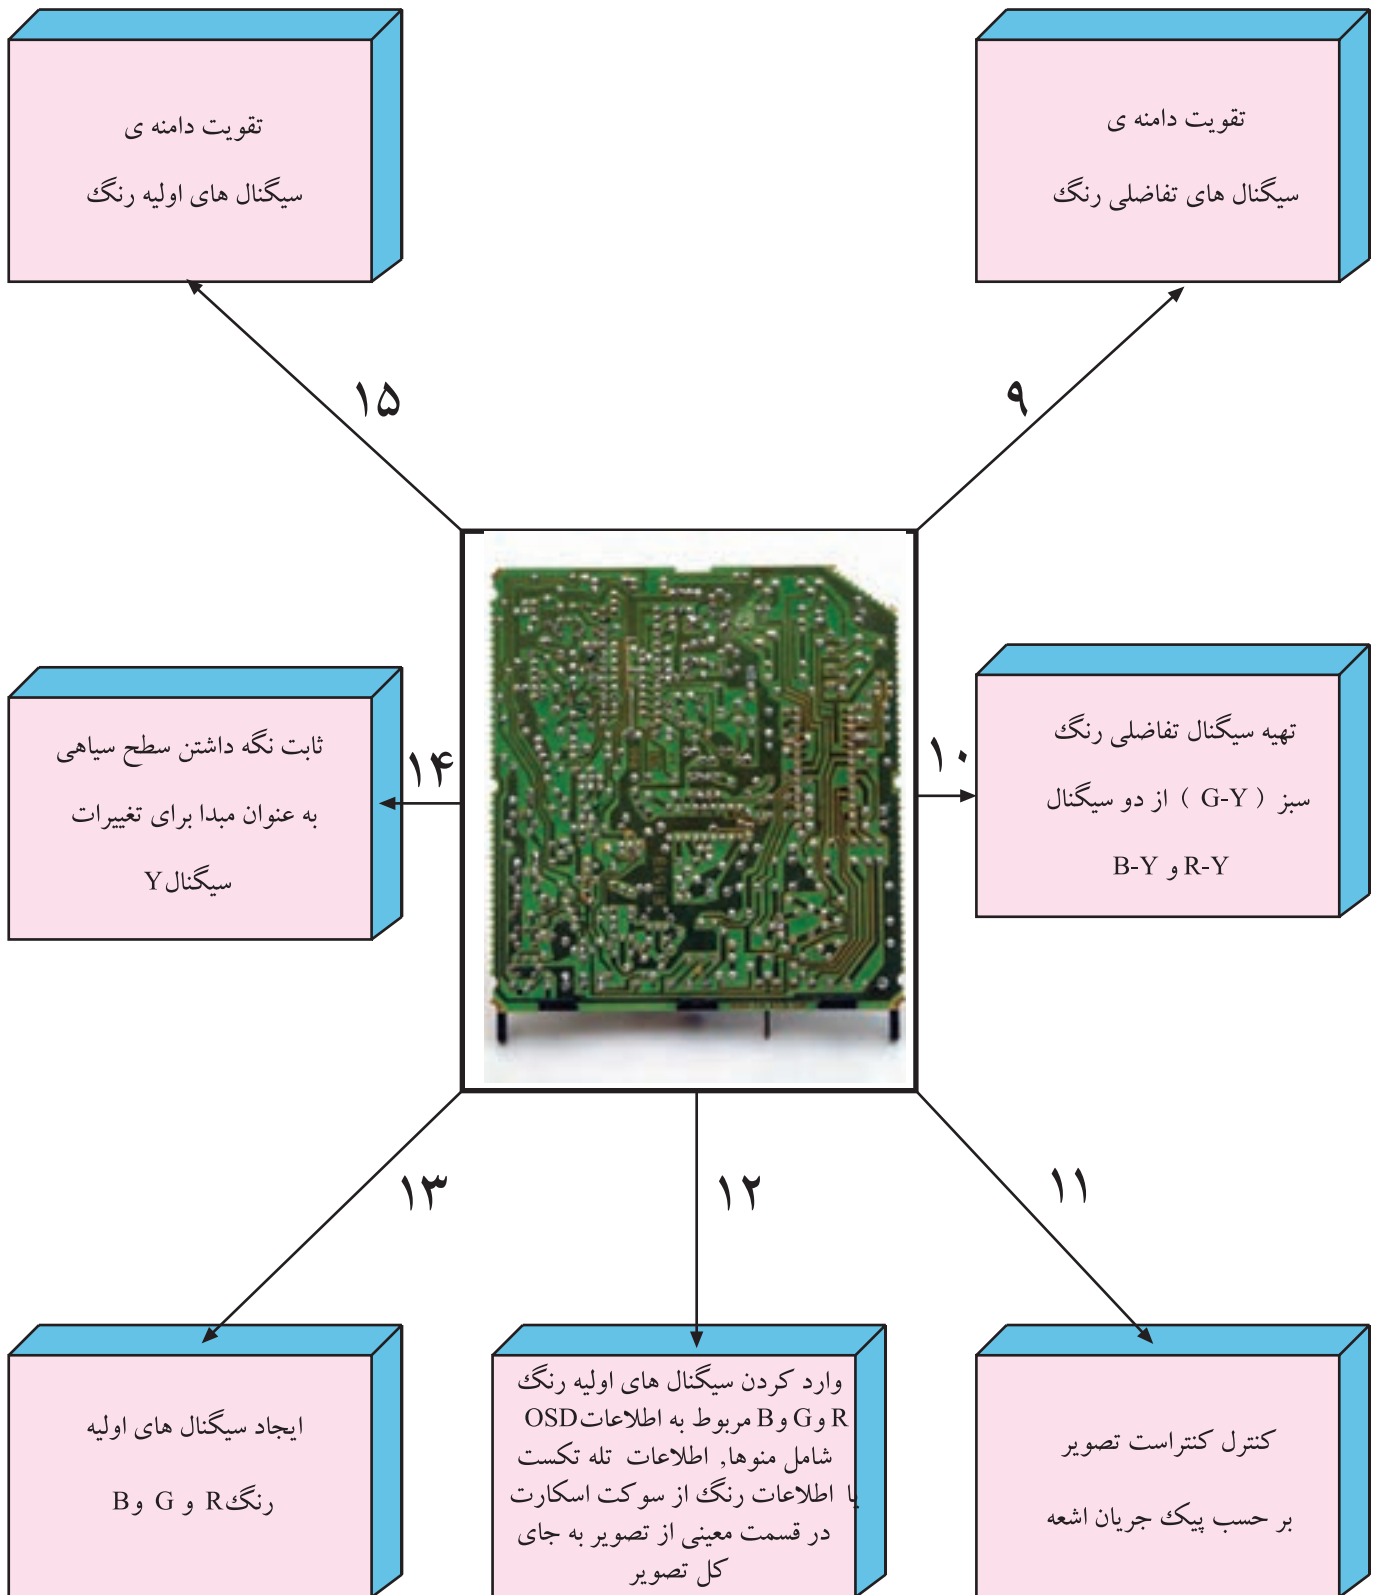 تقویت دامنه ی
سیگنال های تفاضلی رنگ
۹
تقویت دامنه ی
سیگنال های اولیه رنگ
۱۵
تهیه سیگنال تفاضلی رنگ
سبز ( G-Y ) از دو سیگنال
R-Y و B-Y
۱۰
ثابت نگه داشتن سطح سیاهی
به عنوان مبدا برای تغییرات
سیگنال Y
۱۴
۱۱
۱۲
۱۳
کنترل کنتراست تصویر
بر حسب پیک جریان اشعه
وارد کردن سیگنال های اولیه رنگ
R و G و B مربوط به اطلاعات OSD
شامل منوها, اطلاعات تله تکست
یا اطلاعات رنگ از سوکت اسکارت
در قسمت معینی از تصویر به جای
کل تصویر
ایجاد سیگنال های اولیه
رنگ R و G و B